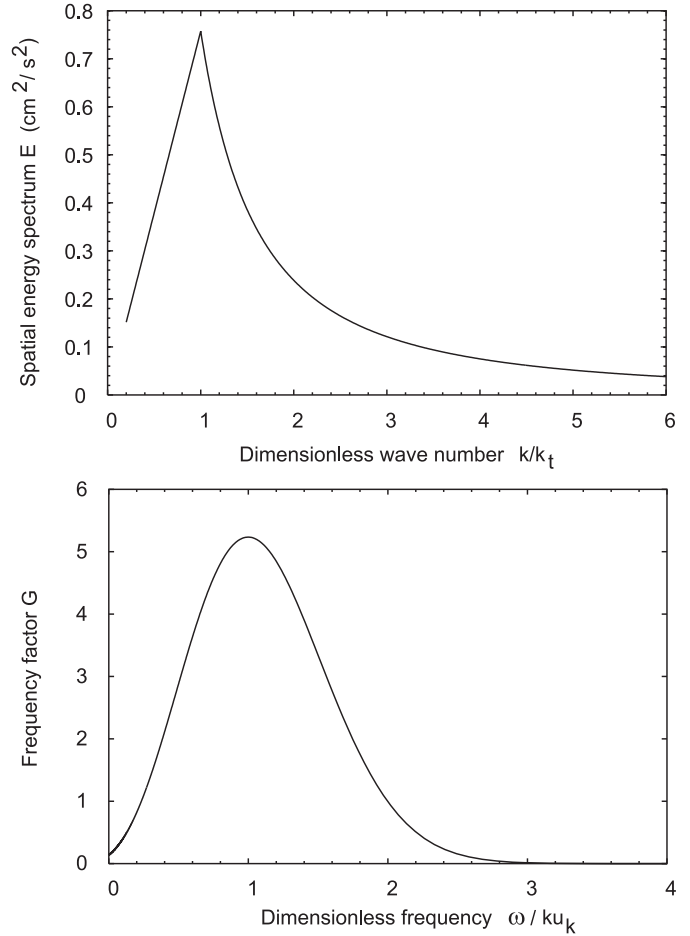 0.8
0.7
0.6
0.5
0.4
0.3
0.2
0.1
0
Spatial energy spectrum E (cm²/s²)
0 1 2 3 4 5 6
Dimensionless wave number k/kₜ
6
5
4
3
2
1
0
Frequency factor G
0 1 2 3 4
Dimensionless frequency ω / kuₖ